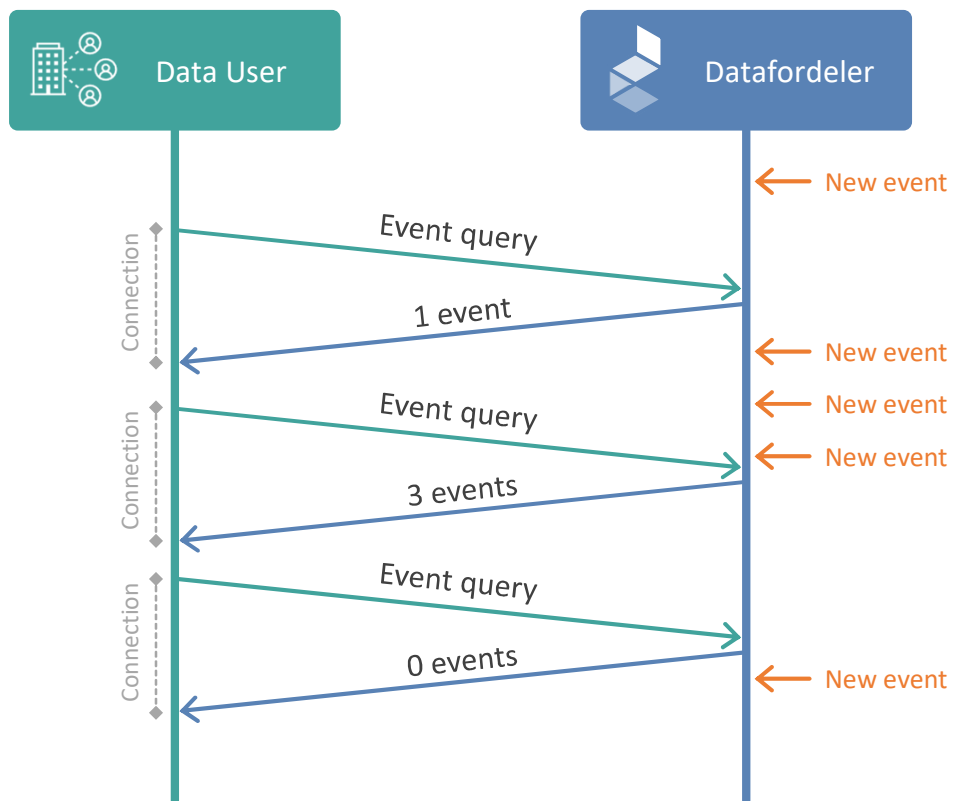 Data User
Datafordeler
New event
Event query
Connection
1 event
New event
New event
Event query
Connection
New event
3 events
Event query
Connection
0 events
New event